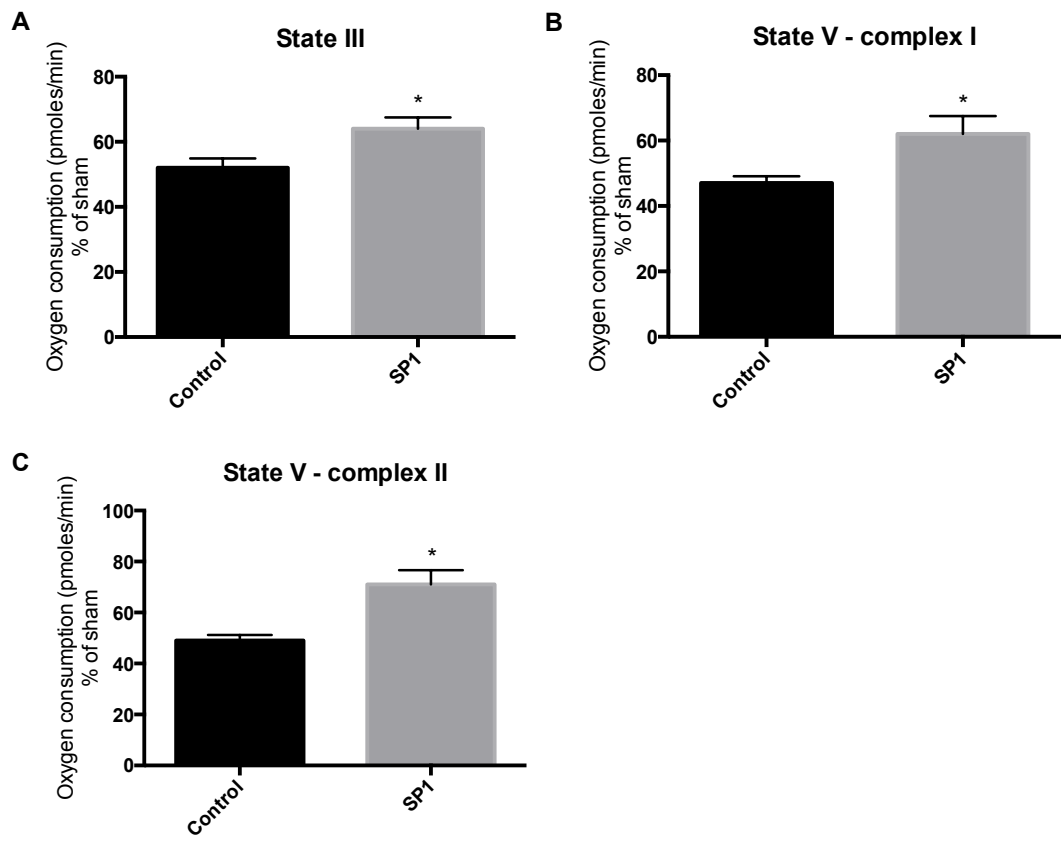 A
State III
Oxygen consumption (pmoles/min)
% of sham
80
60
40
20
0
*
Control
SP1
B
State V - complex I
Oxygen consumption (pmoles/min)
% of sham
80
60
40
20
0
*
Control
SP1
C
State V - complex II
Oxygen consumption (pmoles/min)
% of sham
100
80
60
40
20
0
*
Control
SP1